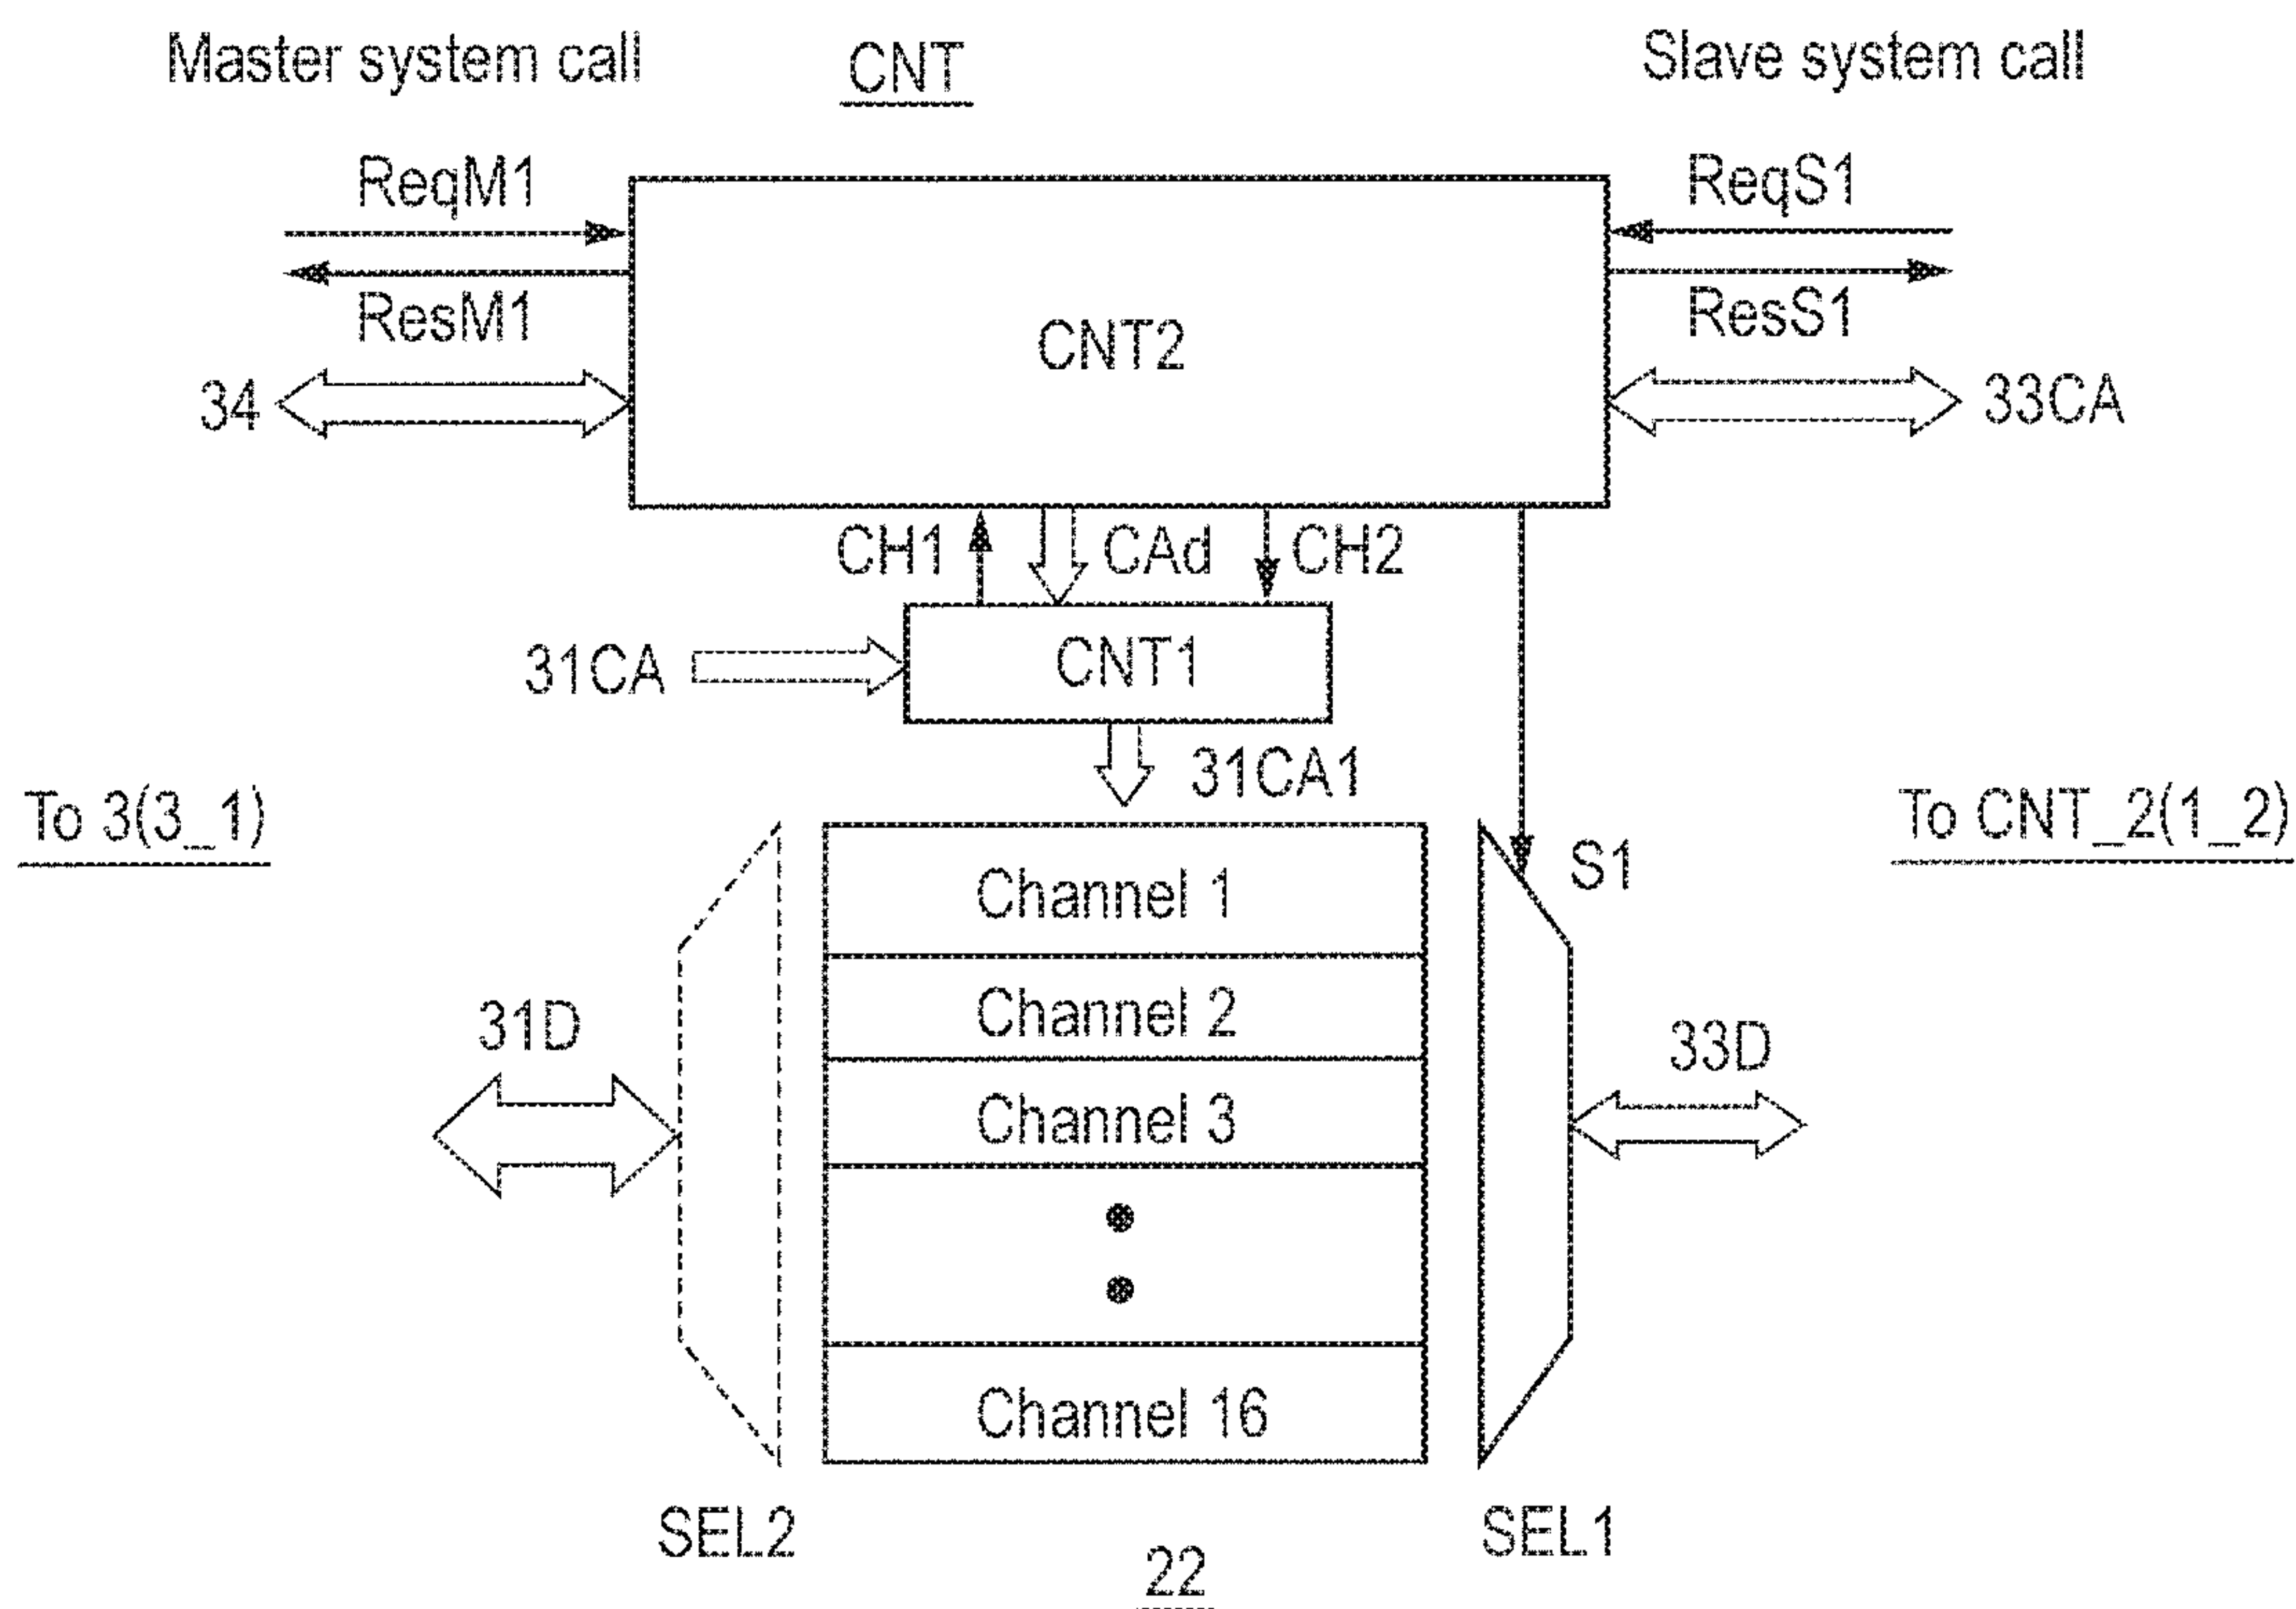 Master system call
CNT
Slave system call
ReqM1
ReqS1
ResM1
ResS1
CNT2
34
33CA
CH1
CAd
CH2
31CA
CNT1
31CA1
To 3(3_1)
To CNT_2(1_2)
S1
Channel 1
Channel 2
31D
33D
Channel 3
Channel 16
SEL2
SEL1
22